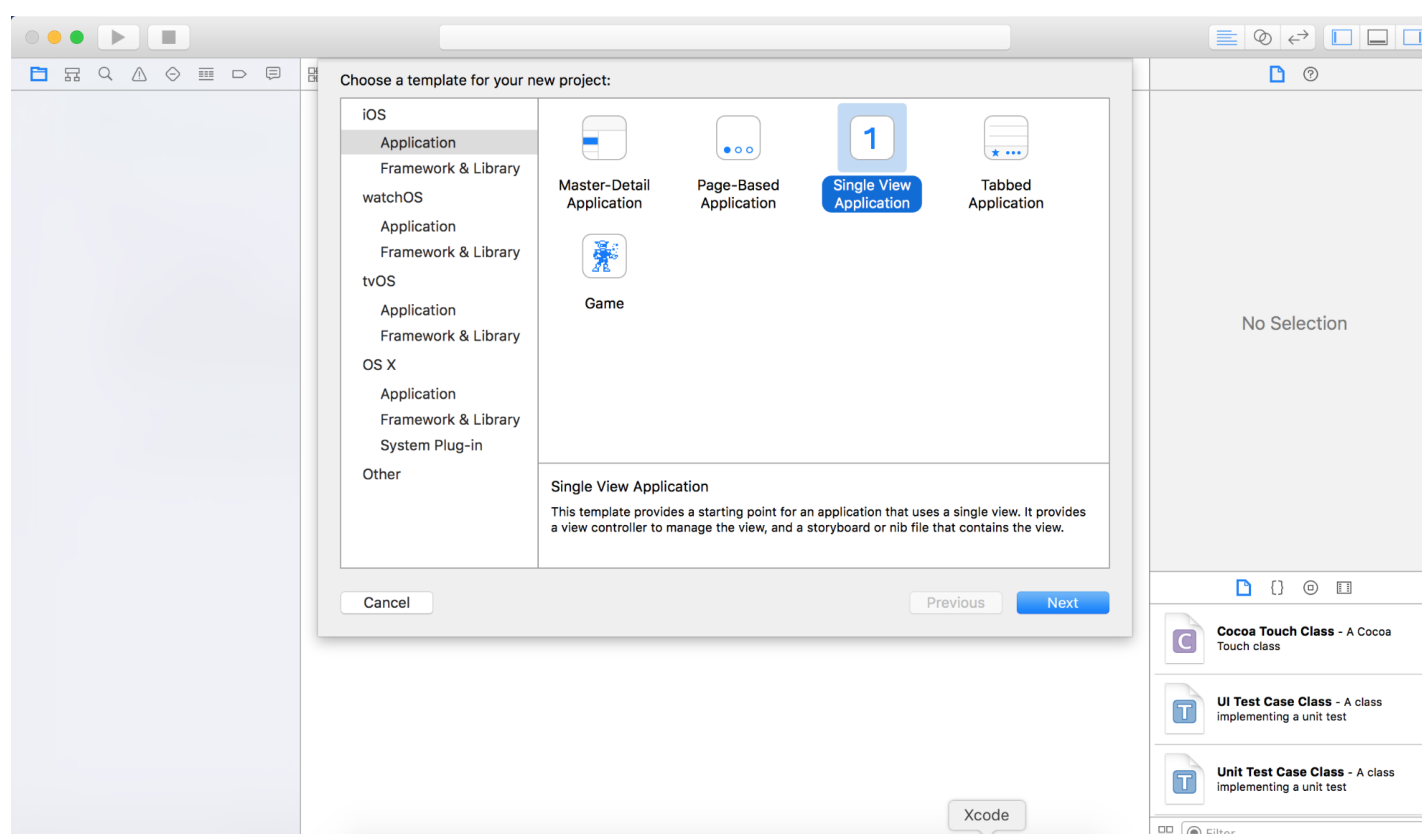 Choose a template for your new project:
iOS
Application
Framework & Library
watchOS
Application
Framework & Library
tvOS
Application
Framework & Library
OS X
Application
Framework & Library
System Plug-in
Other
Master-Detail
Application
Page-Based
Application
1
Single View
Application
Tabbed
Application
Game
Single View Application
This template provides a starting point for an application that uses a single view. It provides
a view controller to manage the view, and a storyboard or nib file that contains the view.
Cancel
Previous
Next
No Selection
{}
C
Cocoa Touch Class - A Cocoa
Touch class
T
UI Test Case Class - A class
implementing a unit test
T
Unit Test Case Class - A class
implementing a unit test
Filter
Xcode